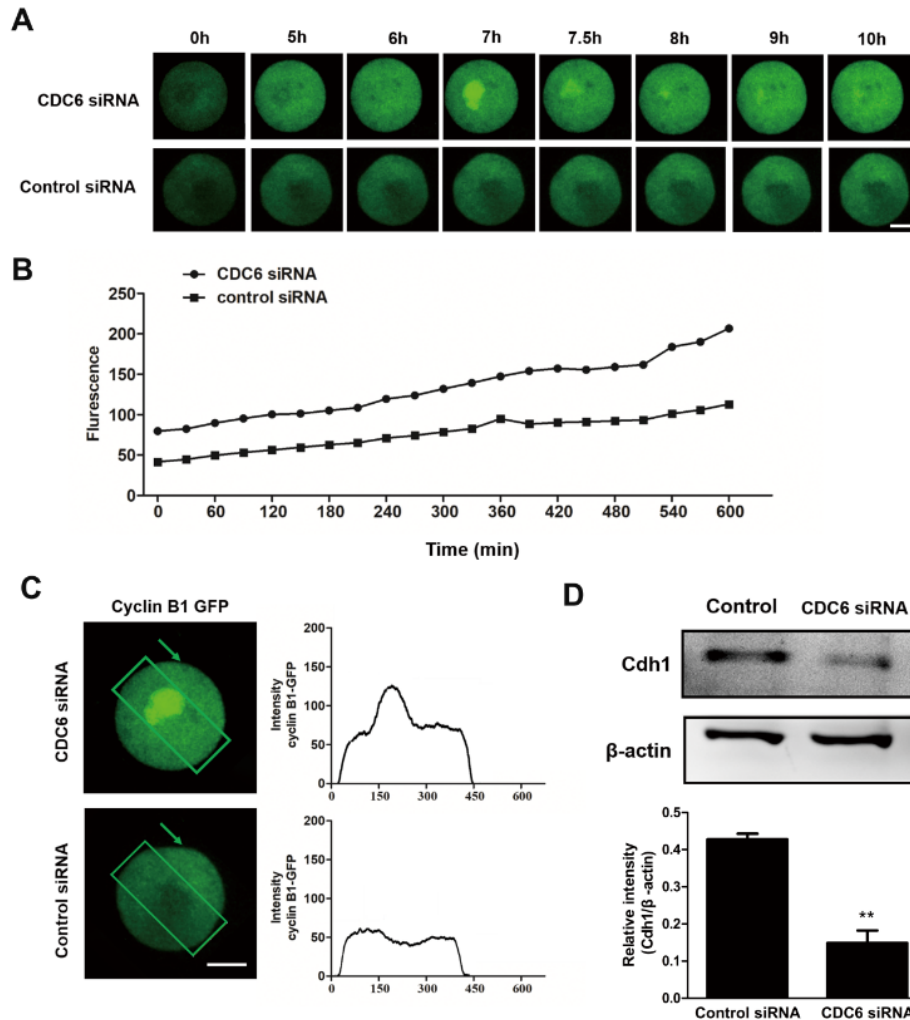 A
0h 5h 6h 7h 7.5h 8h 9h 10h
CDC6 siRNA
Control siRNA
B
CDC6 siRNA
control siRNA
Flurescence
250
200
150
100
50
0
0 60 120 180 240 300 360 420 480 540 600
Time (min)
C
Cyclin B1 GFP
CDC6 siRNA
Intensity
cyclin B1-GFP
200
150
100
50
0
0 150 300 450 600
Control siRNA
Intensity
cyclin B1-GFP
200
150
100
50
0
0 150 300 450 600
D
Control CDC6 siRNA
Cdh1
β-actin
Relative intensity
(Cdh1/β -actin)
0.5
0.4
0.3
0.2
0.1
0.0
**
Control siRNA CDC6 siRNA